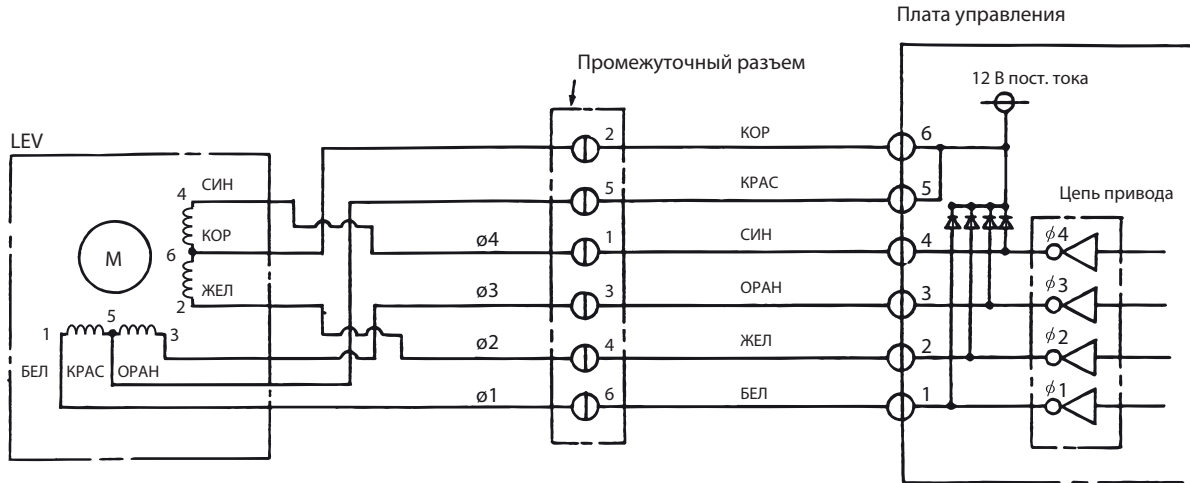 Плата управления
Промежуточный разъем
12 В пост. тока
LEV
2
КОР
6
4
СИН
5
КРАС
5
Цепь привода
КОР
6
М
ø4
1
СИН
4
ϕ4
ЖЕЛ
2
ø3
3
ОРАН
3
ϕ3
1
5
3
ø2
4
ЖЕЛ
2
ϕ2
БЕЛ
КРАС
ОРАН
ø1
6
БЕЛ
1
ϕ1